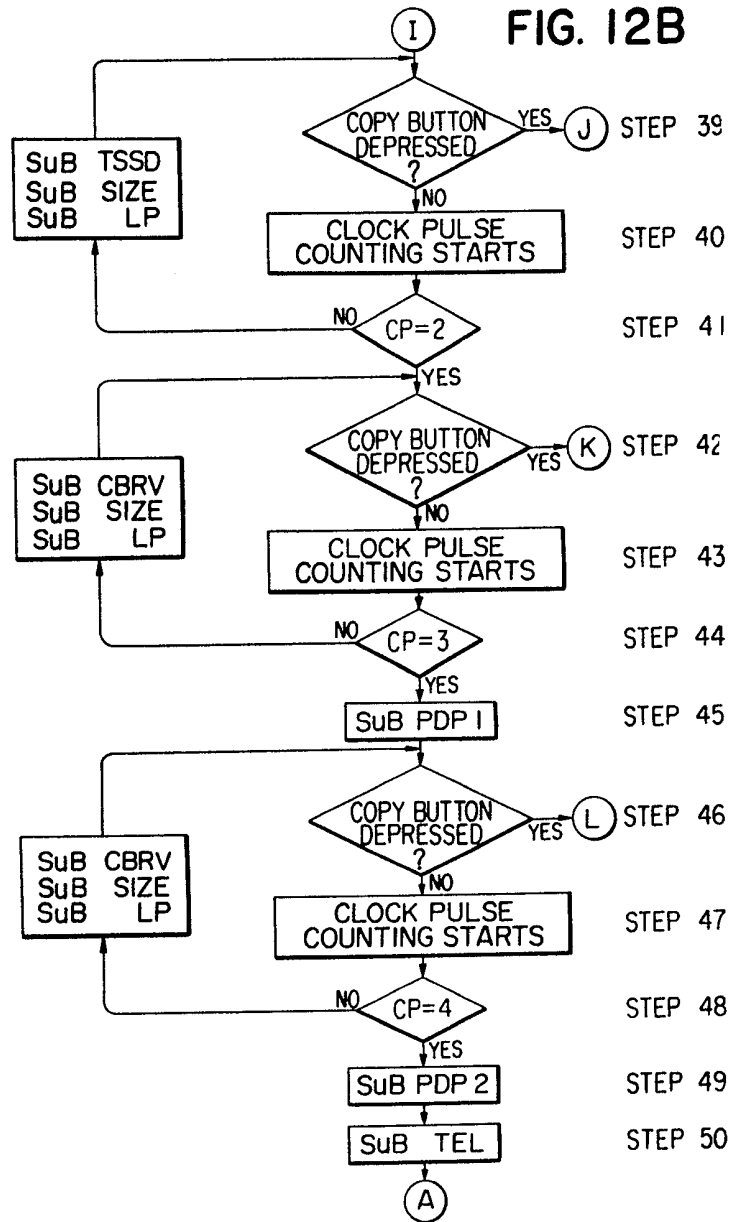 FIG. 12B
I
COPY BUTTON
DEPRESSED
?
YES
J
STEP 39
SuB TSSD
SuB SIZE
SuB LP
NO
CLOCK PULSE
COUNTING STARTS
STEP 40
NO
CP=2
STEP 41
YES
COPY BUTTON
DEPRESSED
?
YES
K
STEP 42
SuB CBRV
SuB SIZE
SuB LP
NO
CLOCK PULSE
COUNTING STARTS
STEP 43
NO
CP=3
STEP 44
YES
SuB PDP 1
STEP 45
COPY BUTTON
DEPRESSED
?
YES
L
STEP 46
SuB CBRV
SuB SIZE
SuB LP
NO
CLOCK PULSE
COUNTING STARTS
STEP 47
NO
CP=4
STEP 48
YES
SuB PDP 2
STEP 49
SuB TEL
STEP 50
A